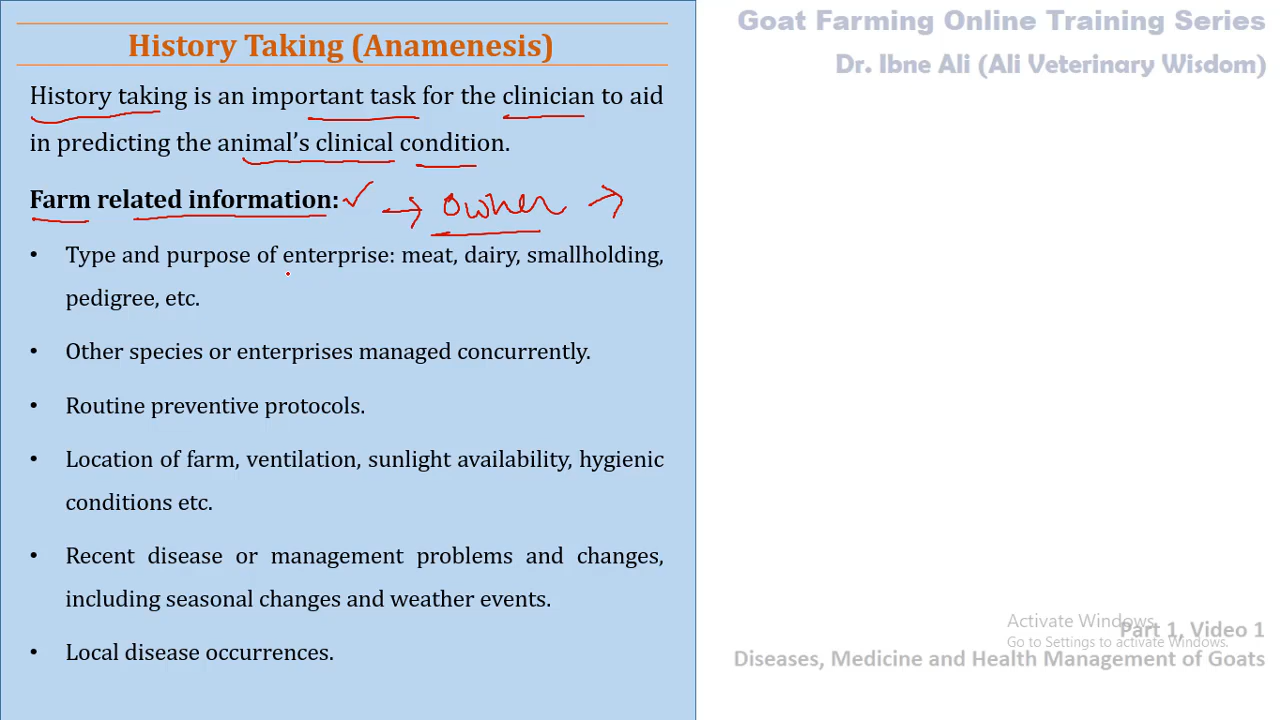 Goat Farming Online Training Series
Dr. Ibne Ali (Ali Veterinary Wisdom)
History Taking (Anamenesis)
History taking is an important task for the clinician to aid
in predicting the animal's clinical condition.
Farm related information: ✓ → owner →
• Type and purpose of enterprise: meat, dairy, smallholding,
pedigree, etc.
• Other species or enterprises managed concurrently.
• Routine preventive protocols.
• Location of farm, ventilation, sunlight availability, hygienic
conditions etc.
• Recent disease or management problems and changes,
including seasonal changes and weather events.
• Local disease occurrences.
Activate Windows
Go to Settings to activate Windows.
Part 1, Video 1
Diseases, Medicine and Health Management of Goats